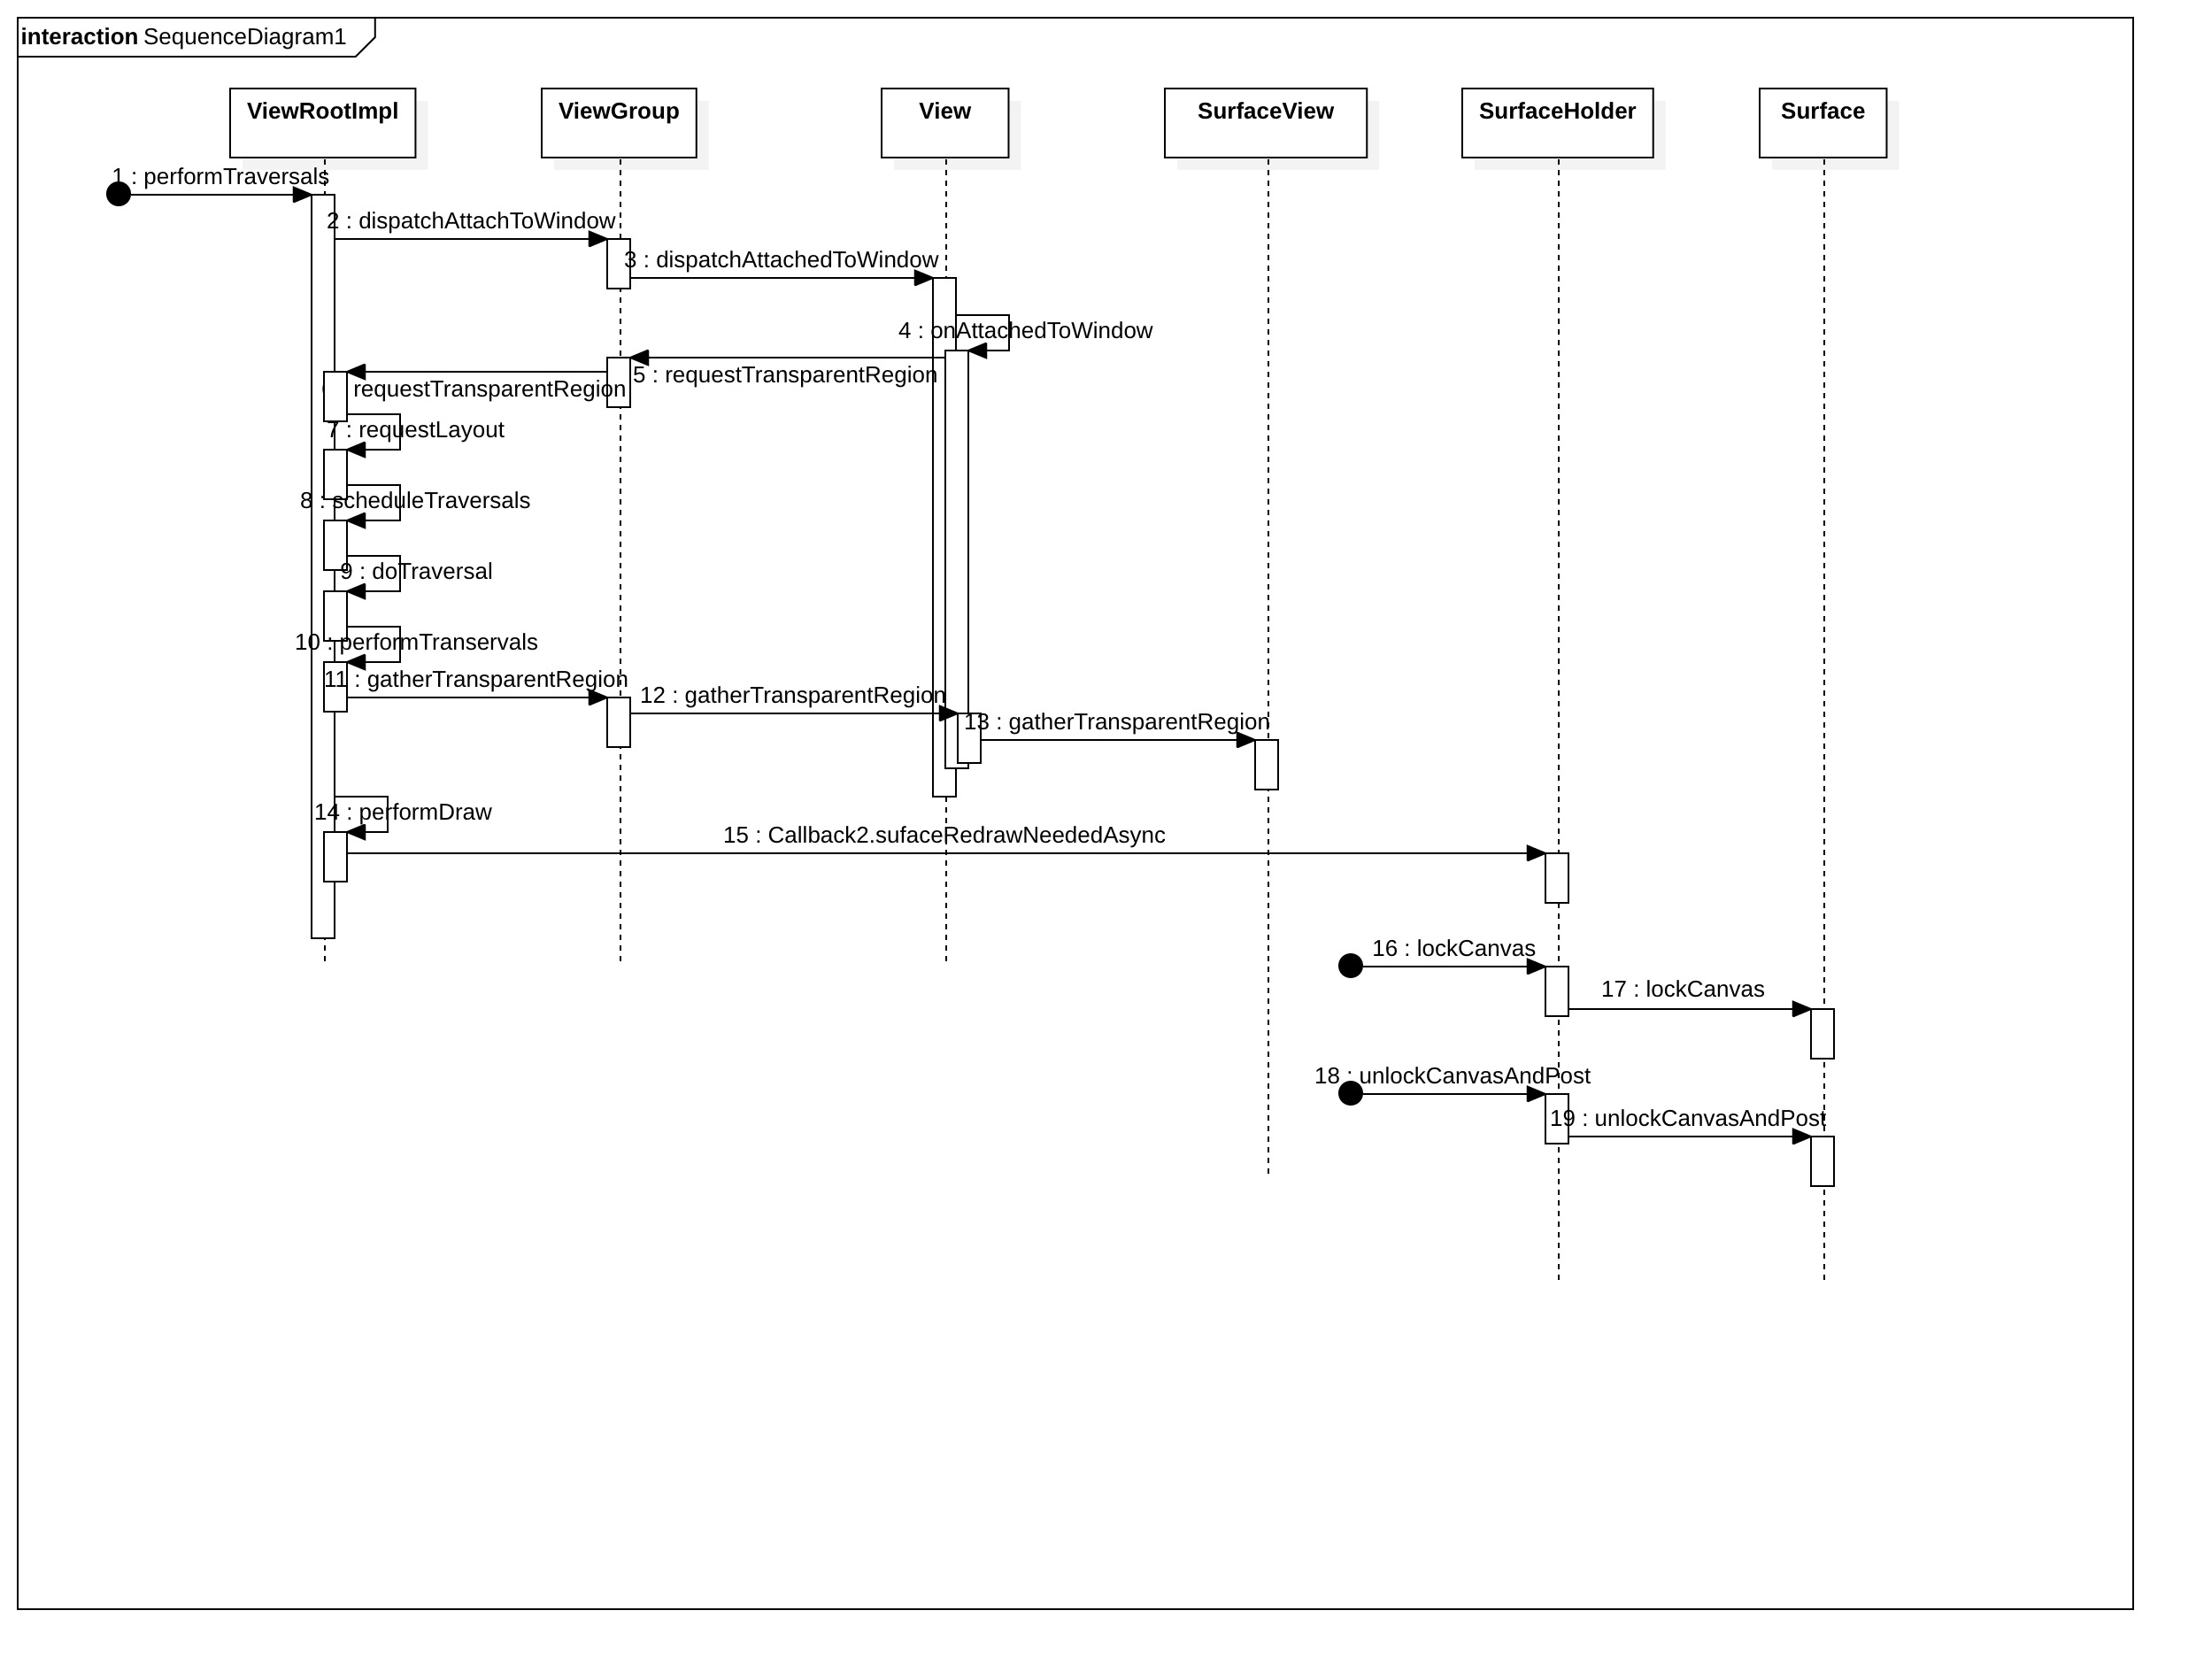 interaction SequenceDiagram1
ViewRootImpl
ViewGroup
View
SurfaceView
SurfaceHolder
Surface
1 : performTraversals
2 : dispatchAttachToWindow
3 : dispatchAttachedToWindow
4 : onAttachedToWindow
5 : requestTransparentRegion
requestTransparentRegion
7 : requestLayout
8 : scheduleTraversals
9 : doTraversal
10 : performTranservals
11 : gatherTransparentRegion
12 : gatherTransparentRegion
13 : gatherTransparentRegion
14 : performDraw
15 : Callback2.sufaceRedrawNeededAsync
16 : lockCanvas
17 : lockCanvas
18 : unlockCanvasAndPost
19 : unlockCanvasAndPost